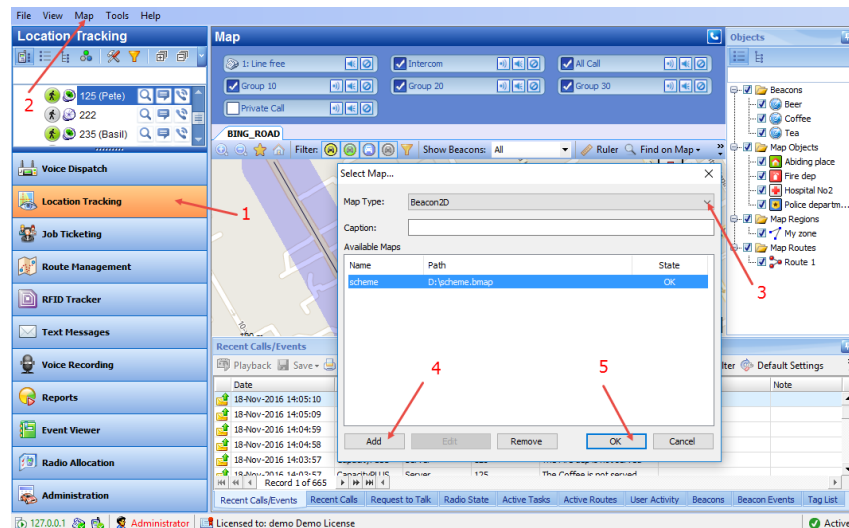 File View Map Tools Help
Location Tracking
125 (Pete)
222
235 (Basil)
Voice Dispatch
Location Tracking
Job Ticketing
Route Management
RFID Tracker
Text Messages
Voice Recording
Reports
Event Viewer
Radio Allocation
Administration
Map
1: Line free
Intercom
All Call
Group 10
Group 20
Group 30
Private Call
BING_ROAD
Filter:
Show Beacons: All
Ruler
Find on Map
Select Map...
Map Type: Beacon2D
Caption:
Available Maps
Name Path State
scheme D:\scheme.bmap OK
Add Edit Remove OK Cancel
Objects
Beacons
Beer
Coffee
Tea
Map Objects
Abiding place
Fire dep
Hospital No2
Police departm...
Map Regions
My zone
Map Routes
Route 1
1
2
3
4
5
Recent Calls/Events
Playback Save
Default Settings
Date Note
18-Nov-2016 14:05:10
18-Nov-2016 14:05:09
18-Nov-2016 14:04:59
18-Nov-2016 14:04:58
18-Nov-2016 14:03:57
18-Nov-2016 14:03:57 CapacityPLUS Server 125 The Coffee is not served
Record 1 of 665
Recent Calls/Events Recent Calls Request to Talk Radio State Active Tasks Active Routes User Activity Beacons Beacon Events Tag List
127.0.0.1 Administrator Licensed to: demo Demo License Active